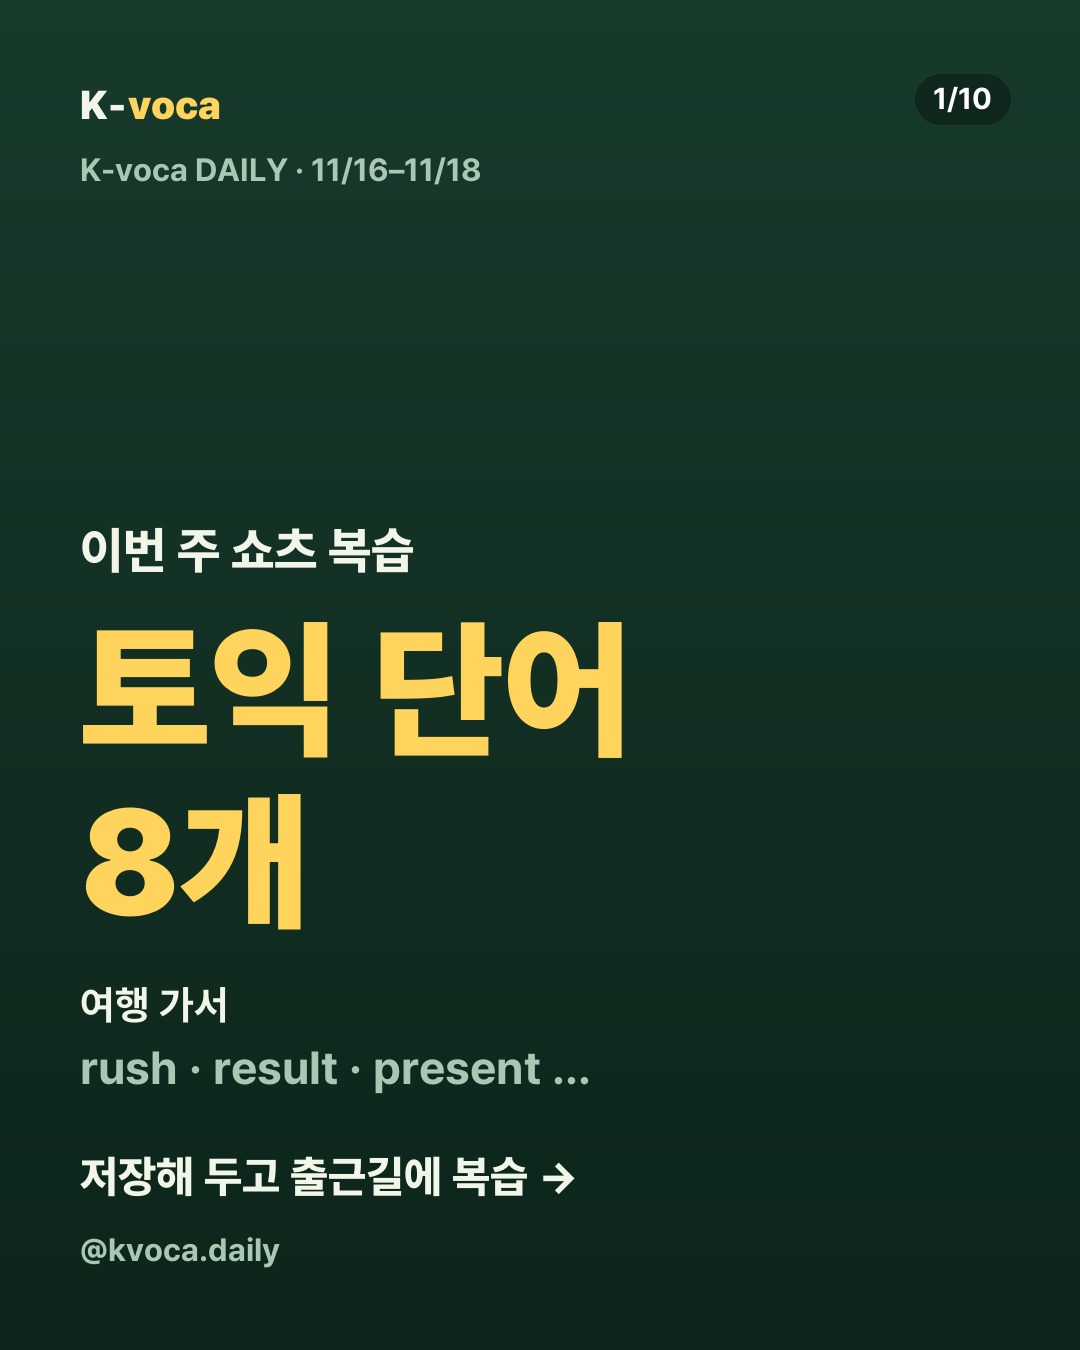 K-voca
1/10
K-voca DAILY · 11/16–11/18
이번 주 쇼츠 복습
토익 단어
8개
여행 가서
rush · result · present ...
저장해 두고 출근길에 복습 →
@kvoca.daily